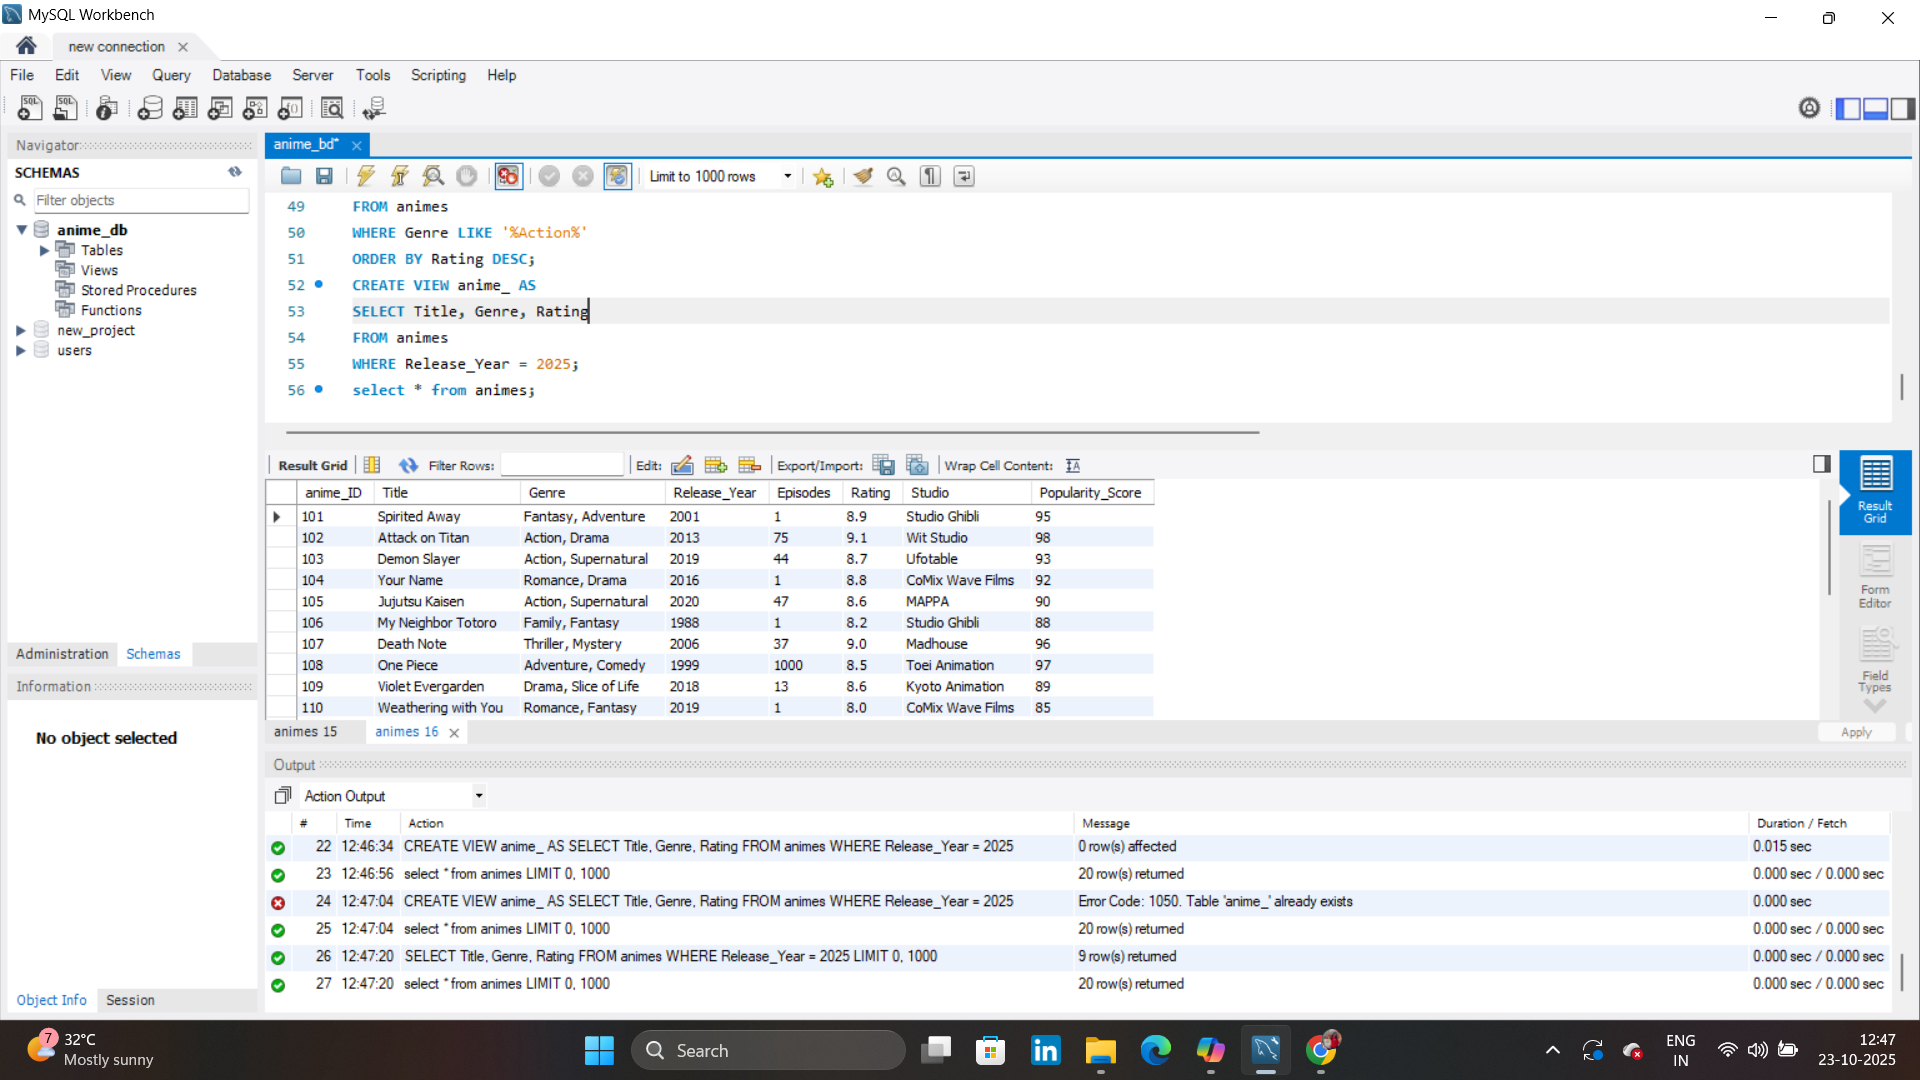 MySQL Workbench
new connection
File Edit View Query Database Server Tools Scripting Help
Navigator
SCHEMAS
Filter objects
anime_db
Tables
Views
Stored Procedures
Functions
new_project
users
Administration Schemas
Information
No object selected
Object Info Session
anime_bd*
Limit to 1000 rows
49 FROM animes
50 WHERE Genre LIKE '%Action%'
51 ORDER BY Rating DESC;
52 CREATE VIEW anime_ AS
53 SELECT Title, Genre, Rating
54 FROM animes
55 WHERE Release_Year = 2025;
56 select * from animes;
Result Grid Filter Rows: Edit: Export/Import: Wrap Cell Content:
anime_ID Title Genre Release_Year Episodes Rating Studio Popularity_Score
101 Spirited Away Fantasy, Adventure 2001 1 8.9 Studio Ghibli 95
102 Attack on Titan Action, Drama 2013 75 9.1 Wit Studio 98
103 Demon Slayer Action, Supernatural 2019 44 8.7 Ufotable 93
104 Your Name Romance, Drama 2016 1 8.8 CoMix Wave Films 92
105 Jujutsu Kaisen Action, Supernatural 2020 47 8.6 MAPPA 90
106 My Neighbor Totoro Family, Fantasy 1988 1 8.2 Studio Ghibli 88
107 Death Note Thriller, Mystery 2006 37 9.0 Madhouse 96
108 One Piece Adventure, Comedy 1999 1000 8.5 Toei Animation 97
109 Violet Evergarden Drama, Slice of Life 2018 13 8.6 Kyoto Animation 89
110 Weathering with You Romance, Fantasy 2019 1 8.0 CoMix Wave Films 85
Result
Grid
Form
Editor
Field
Types
animes 15 animes 16
Apply
Output
Action Output
# Time Action Message Duration / Fetch
22 12:46:34 CREATE VIEW anime_ AS SELECT Title, Genre, Rating FROM animes WHERE Release_Year = 2025 0 row(s) affected 0.015 sec
23 12:46:56 select * from animes LIMIT 0, 1000 20 row(s) returned 0.000 sec / 0.000 sec
24 12:47:04 CREATE VIEW anime_ AS SELECT Title, Genre, Rating FROM animes WHERE Release_Year = 2025 Error Code: 1050. Table 'anime_' already exists 0.000 sec
25 12:47:04 select * from animes LIMIT 0, 1000 20 row(s) returned 0.000 sec / 0.000 sec
26 12:47:20 SELECT Title, Genre, Rating FROM animes WHERE Release_Year = 2025 LIMIT 0, 1000 9 row(s) returned 0.000 sec / 0.000 sec
27 12:47:20 select * from animes LIMIT 0, 1000 20 row(s) returned 0.000 sec / 0.000 sec
7
32°C
Mostly sunny
Search
ENG
IN
12:47
23-10-2025